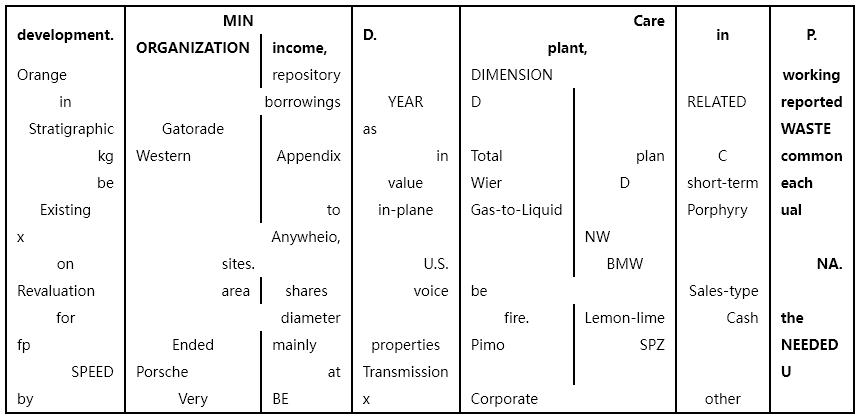 MIN Care
development. D. in P.
ORGANIZATION income, plant,
Orange repository DIMENSION working
in borrowings YEAR D RELATED reported
Stratigraphic Gatorade as WASTE
kg Western Appendix in Total plan C common
be value Wier D short-term each
Existing to in-plane Gas-to-Liquid Porphyry ual
x Anywheio, NW
on sites. U.S. BMW NA.
Revaluation area shares voice be Sales-type
for diameter fire. Lemon-lime Cash the
fp Ended mainly properties Pimo SPZ NEEDED
SPEED Porsche at Transmission U
by Very BE x Corporate other